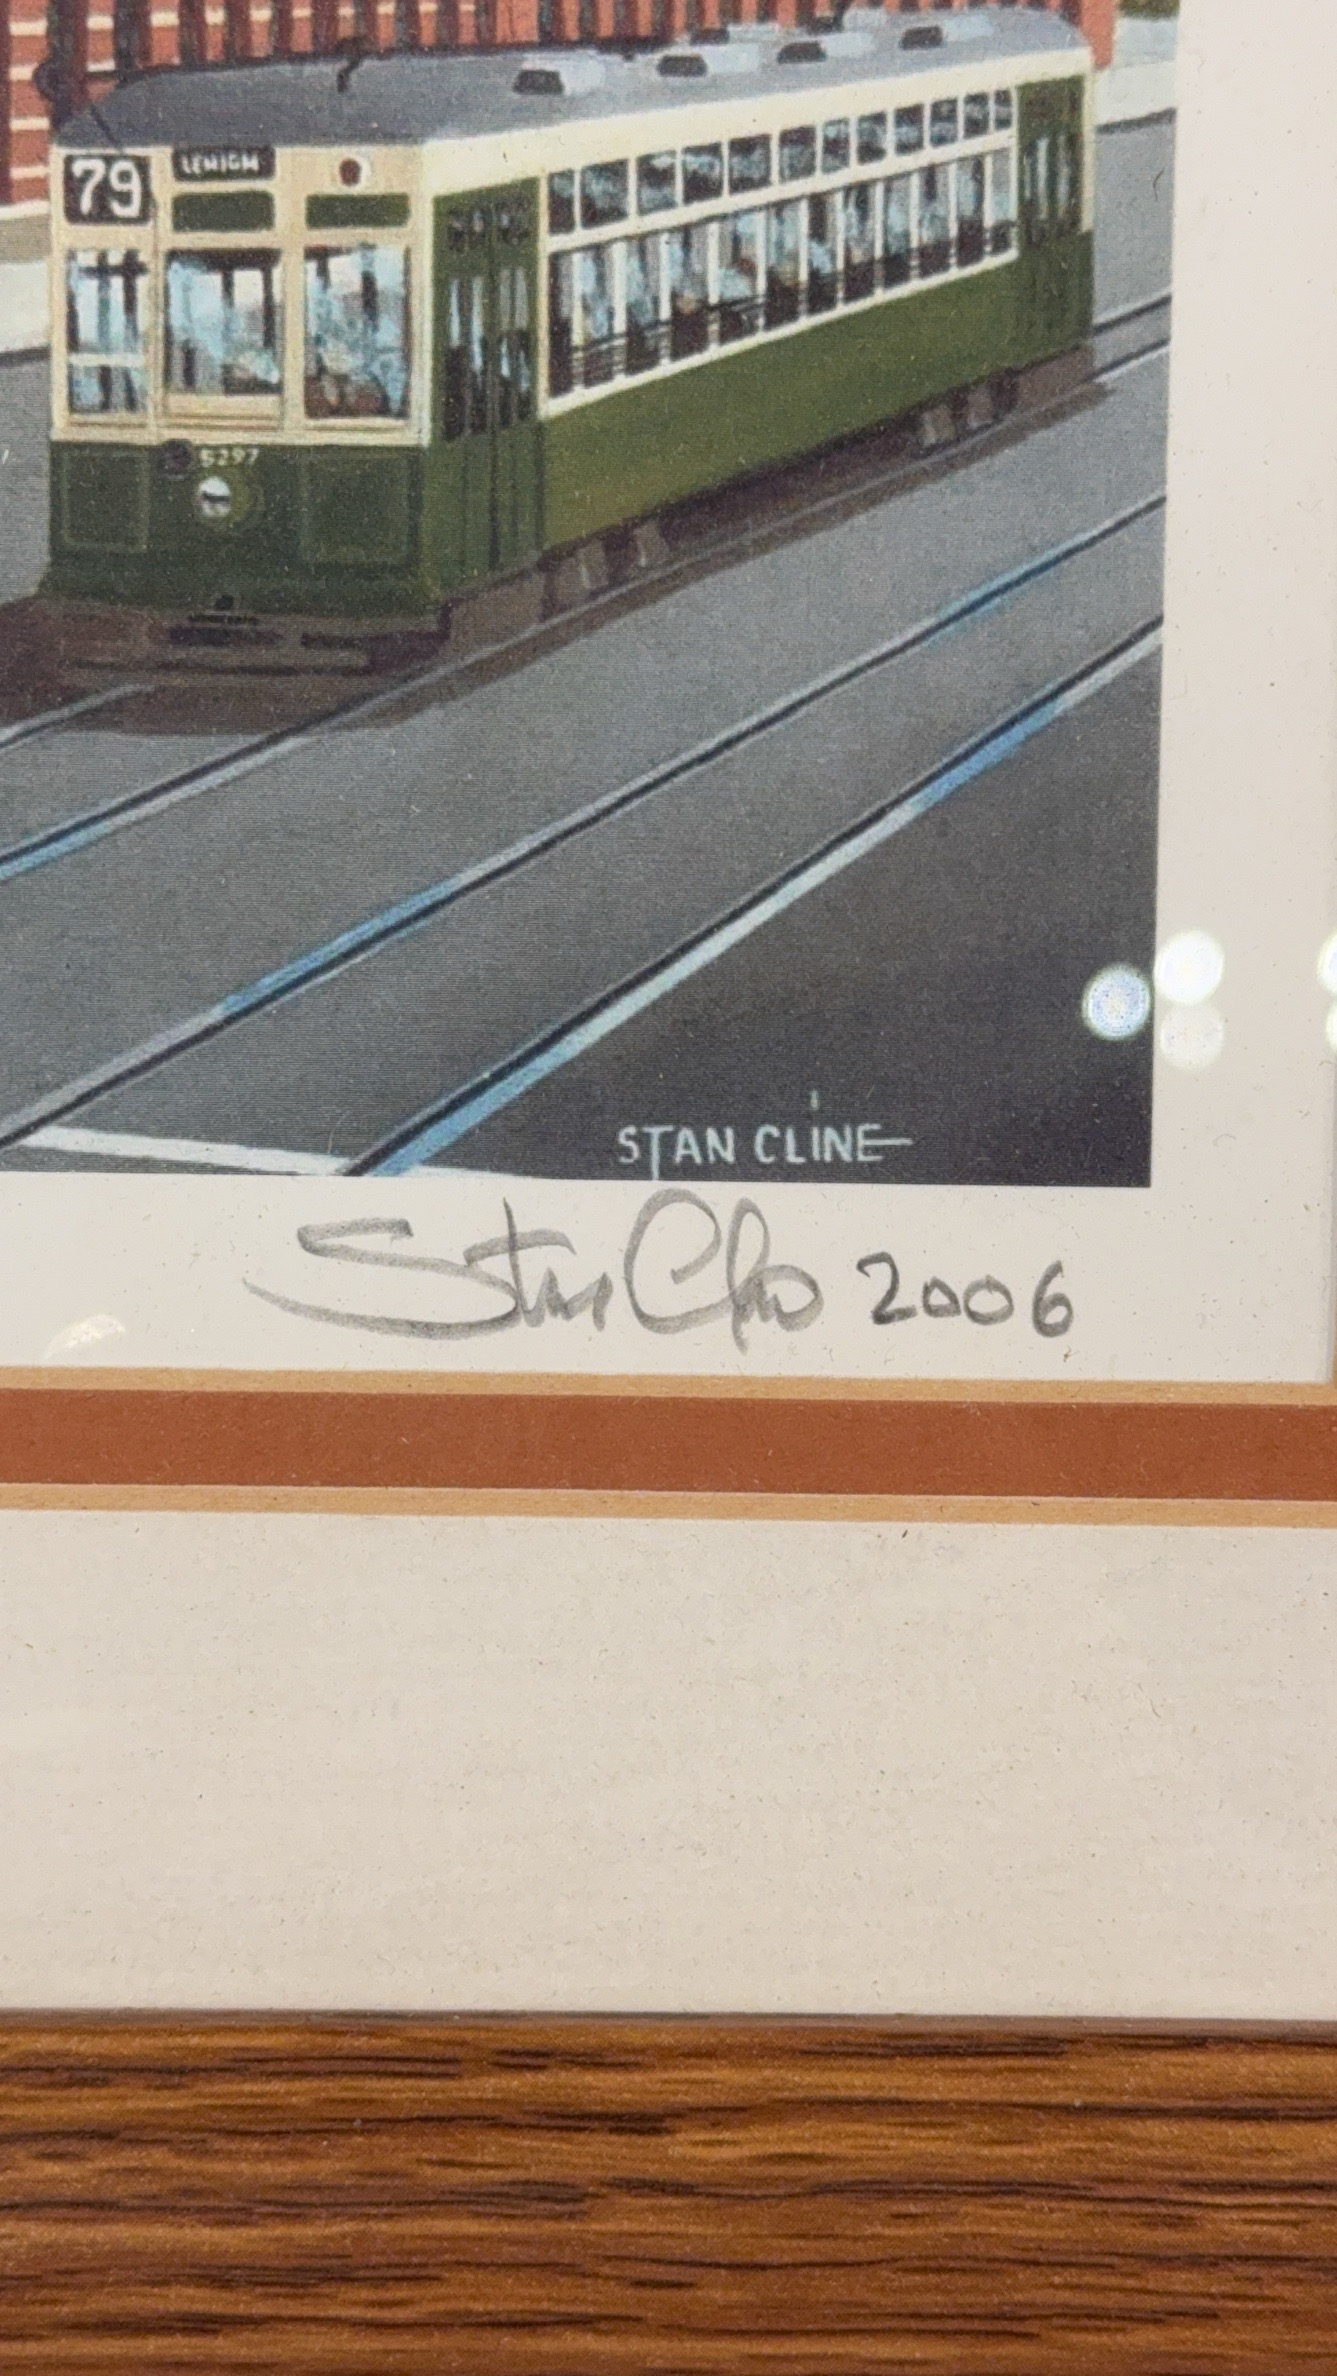 79
LEHIGH
5297
STAN CLINE
Stan Cline 2006